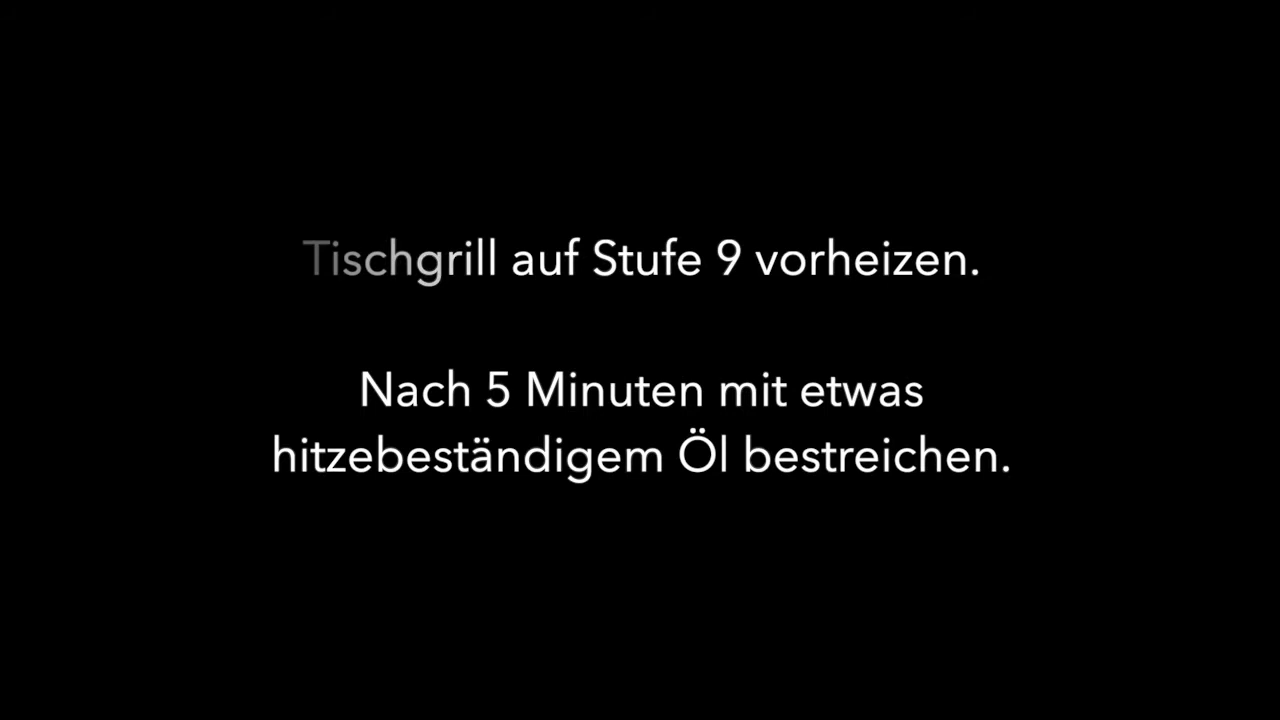 Tischgrill auf Stufe 9 vorheizen.
Nach 5 Minuten mit etwas
hitzebeständigem Öl bestreichen.